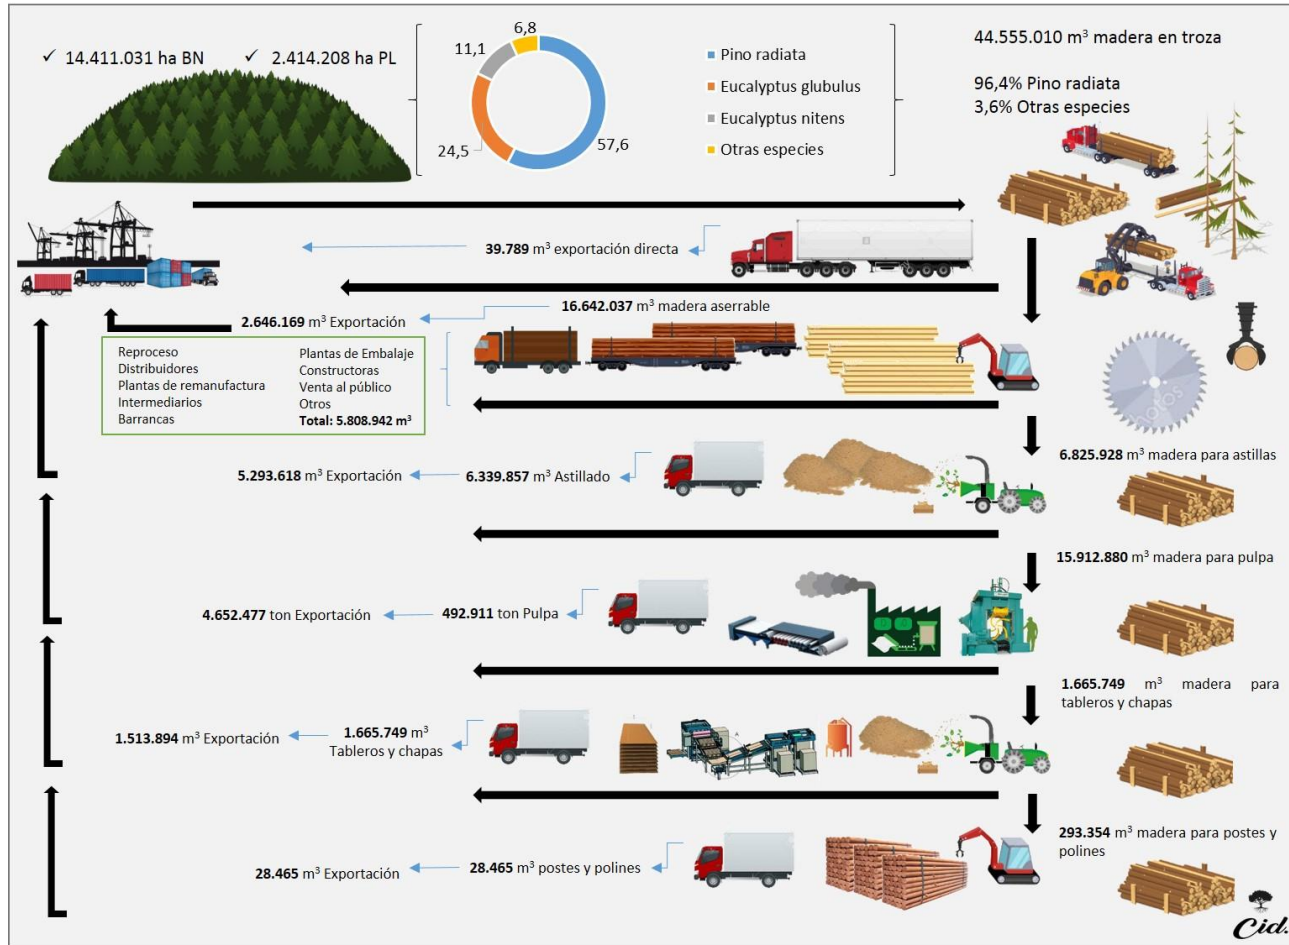 ✓ 14.411.031 ha BN
✓ 2.414.208 ha PL
6,8
11,1
24,5
57,6
Pino radiata
Eucalyptus glubulus
Eucalyptus nitens
Otras especies
44.555.010 m³ madera en troza
96,4% Pino radiata
3,6% Otras especies
39.789 m³ exportación directa
16.642.037 m³ madera aserrable
2.646.169 m³ Exportación
Reproceso
Distribuidores
Plantas de remanufactura
Intermediarios
Barrancas
Plantas de Embalaje
Constructoras
Venta al público
Otros
Total: 5.808.942 m³
photos
6.825.928 m³ madera para astillas
6.339.857 m³ Astillado
5.293.618 m³ Exportación
15.912.880 m³ madera para pulpa
492.911 ton Pulpa
4.652.477 ton Exportación
1.665.749 m³ madera para
tableros y chapas
1.665.749 m³
Tableros y chapas
1.513.894 m³ Exportación
293.354 m³ madera para postes y
polines
28.465 m³ postes y polines
28.465 m³ Exportación
Cid.